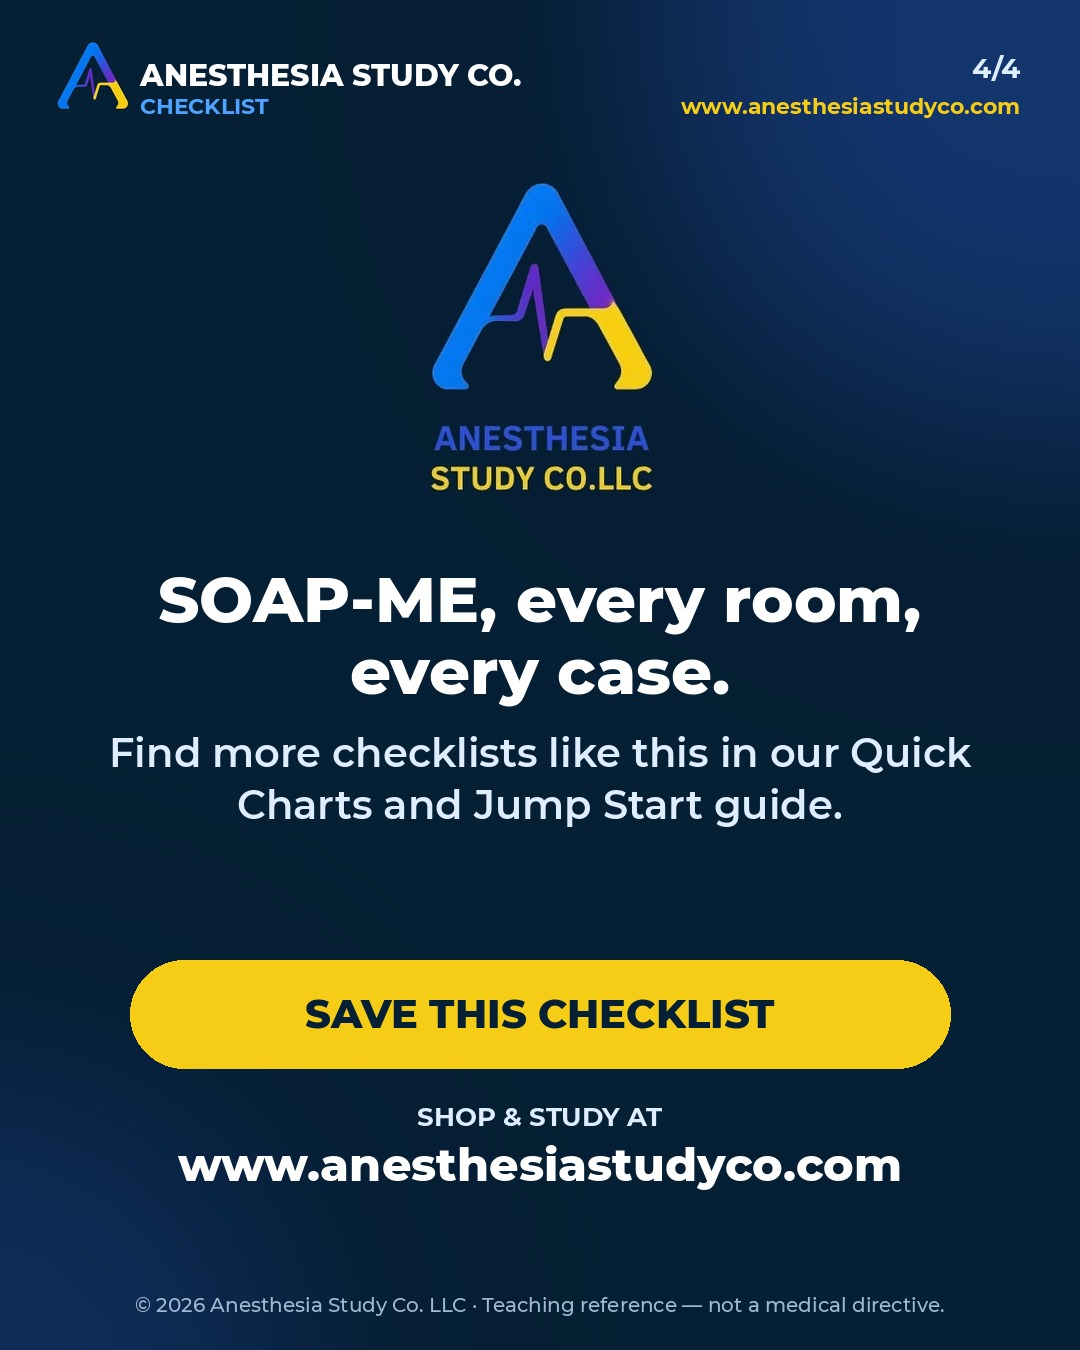 ANESTHESIA STUDY CO.
CHECKLIST
4/4
www.anesthesiastudyco.com
ANESTHESIA
STUDY CO.LLC
SOAP-ME, every room,
every case.
Find more checklists like this in our Quick
Charts and Jump Start guide.
SAVE THIS CHECKLIST
SHOP & STUDY AT
www.anesthesiastudyco.com
© 2026 Anesthesia Study Co. LLC · Teaching reference — not a medical directive.